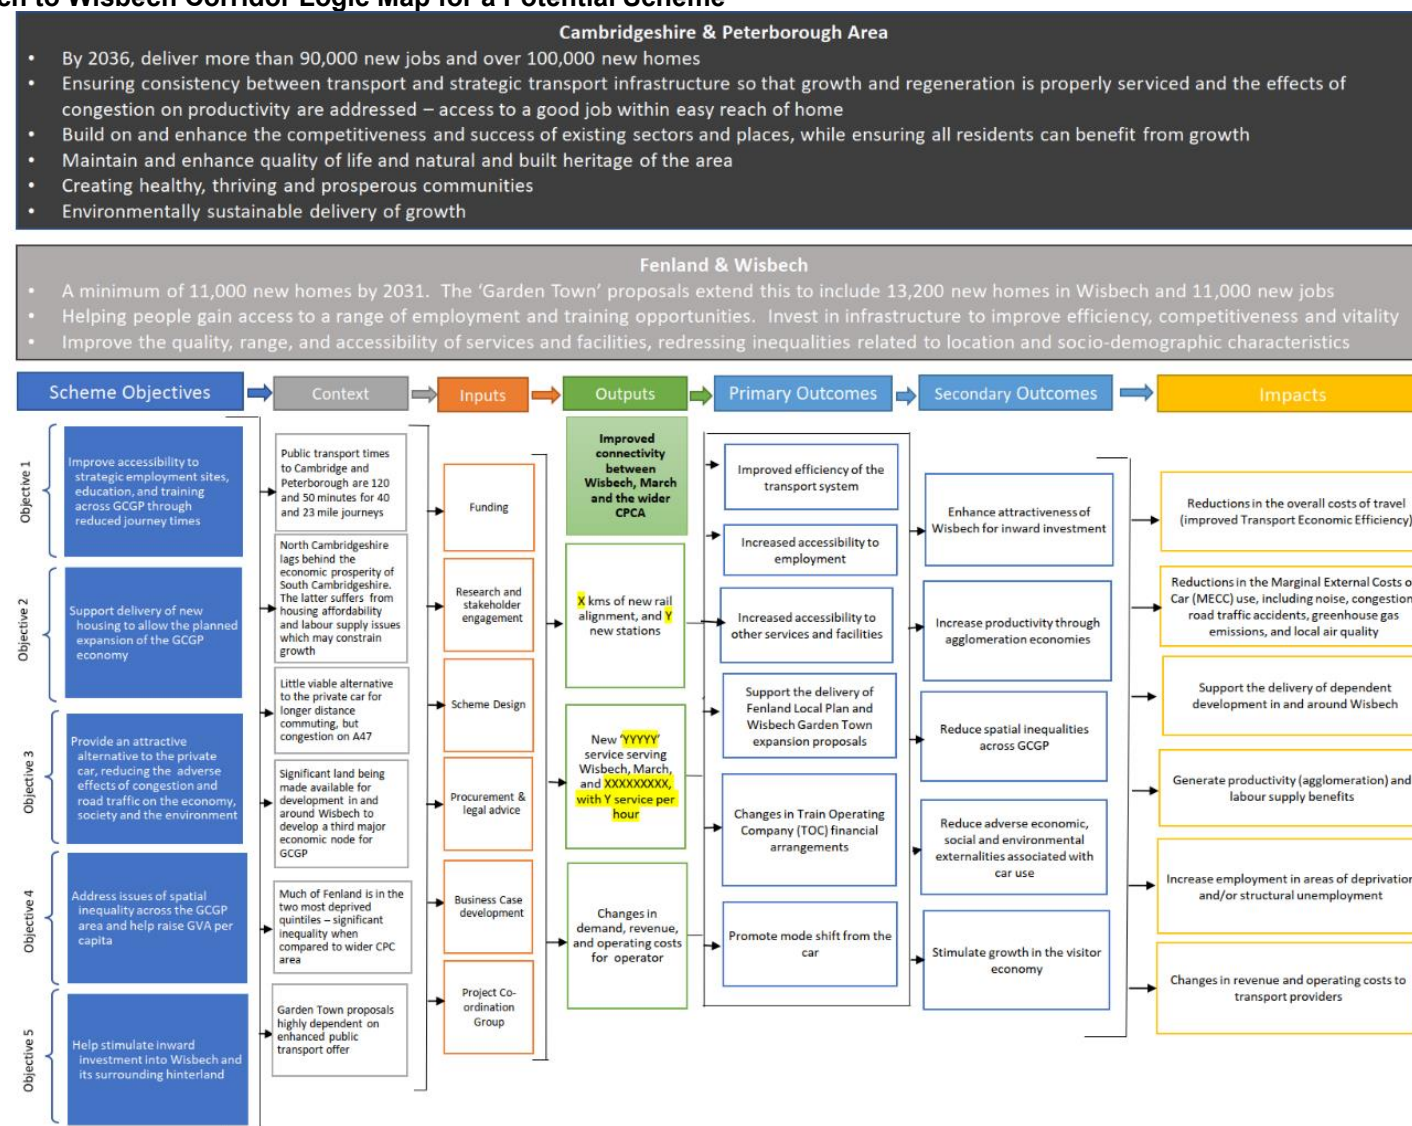 ch to Wisbech Corridor Logic Map for a Potential Scheme
Cambridgeshire & Peterborough Area
• By 2036, deliver more than 90,000 new jobs and over 100,000 new homes
• Ensuring consistency between transport and strategic transport infrastructure so that growth and regeneration is properly serviced and the effects of
congestion on productivity are addressed – access to a good job within easy reach of home
• Build on and enhance the competitiveness and success of existing sectors and places, while ensuring all residents can benefit from growth
• Maintain and enhance quality of life and natural and built heritage of the area
• Creating healthy, thriving and prosperous communities
• Environmentally sustainable delivery of growth
Fenland & Wisbech
• A minimum of 11,000 new homes by 2031. The ‘Garden Town’ proposals extend this to include 13,200 new homes in Wisbech and 11,000 new jobs
• Helping people gain access to a range of employment and training opportunities. Invest in infrastructure to improve efficiency, competitiveness and vitality
• Improve the quality, range, and accessibility of services and facilities, redressing inequalities related to location and socio-demographic characteristics
Scheme Objectives
Objective 1
Improve accessibility to
strategic employment sites,
education, and training
across GCGP through
reduced journey times
Objective 2
Support delivery of new
housing to allow the planned
expansion of the GCGP
economy
Objective 3
Provide an attractive
alternative to the private
car, reducing the adverse
effects of congestion and
road traffic on the economy,
society and the environment
Objective 4
Address issues of spatial
inequality across the GCGP
area and help raise GVA per
capita
Objective 5
Help stimulate inward
investment into Wisbech and
its surrounding hinterland
Context
Public transport times
to Cambridge and
Peterborough are 120
and 50 minutes for 40
and 23 mile journeys
North Cambridgeshire
lags behind the
economic prosperity of
South Cambridgeshire.
The latter suffers from
housing affordability
and labour supply issues
which may constrain
growth
Little viable alternative
to the private car for
longer distance
commuting, but
congestion on A47
Significant land being
made available for
development in and
around Wisbech to
develop a third major
economic node for
GCGP
Much of Fenland is in the
two most deprived
quintiles – significant
inequality when
compared to wider CPC
area
Garden Town proposals
highly dependent on
enhanced public
transport offer
Inputs
Funding
Research and
stakeholder
engagement
Scheme Design
Procurement &
legal advice
Business Case
development
Project Co-
ordination
Group
Outputs
Improved
connectivity
between
Wisbech, March
and the wider
CPCA
X kms of new rail
alignment, and Y
new stations
New ‘YYYYY’
service serving
Wisbech, March,
and XXXXXXXXX,
with Y service per
hour
Changes in
demand, revenue,
and operating costs
for operator
Primary Outcomes
Improved efficiency of the
transport system
Increased accessibility to
employment
Increased accessibility to
other services and facilities
Support the delivery of
Fenland Local Plan and
Wisbech Garden Town
expansion proposals
Changes in Train Operating
Company (TOC) financial
arrangements
Promote mode shift from the
car
Secondary Outcomes
Enhance attractiveness of
Wisbech for inward investment
Increase productivity through
agglomeration economies
Reduce spatial inequalities
across GCGP
Reduce adverse economic,
social and environmental
externalities associated with
car use
Stimulate growth in the visitor
economy
Impacts
Reductions in the overall costs of travel
(improved Transport Economic Efficiency)
Reductions in the Marginal External Costs o
Car (MECC) use, including noise, congestion
road traffic accidents, greenhouse gas
emissions, and local air quality
Support the delivery of dependent
development in and around Wisbech
Generate productivity (agglomeration) and
labour supply benefits
Increase employment in areas of deprivation
and/or structural unemployment
Changes in revenue and operating costs to
transport providers